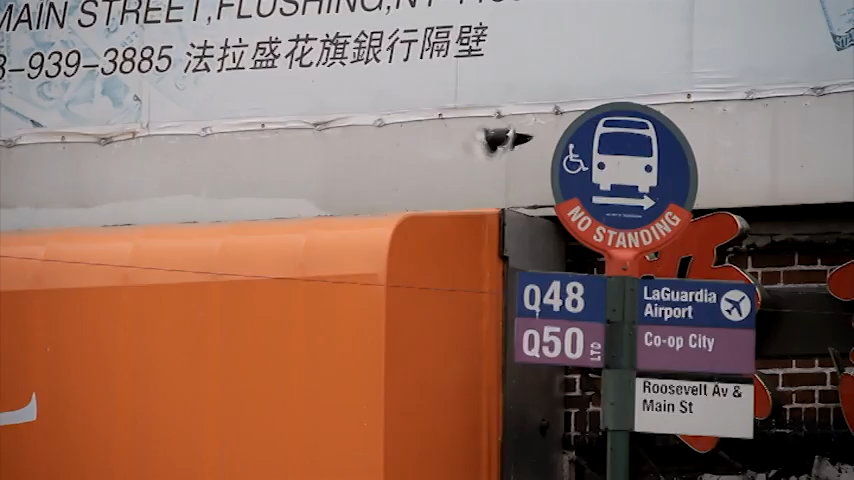 MAIN STREET, FLUSHING, NY
-939-3885 法拉盛花旗銀行隔壁
NO STANDING
Q48
LaGuardia
Airport
Q50 LTD
Co-op City
Roosevelt Av &
Main St